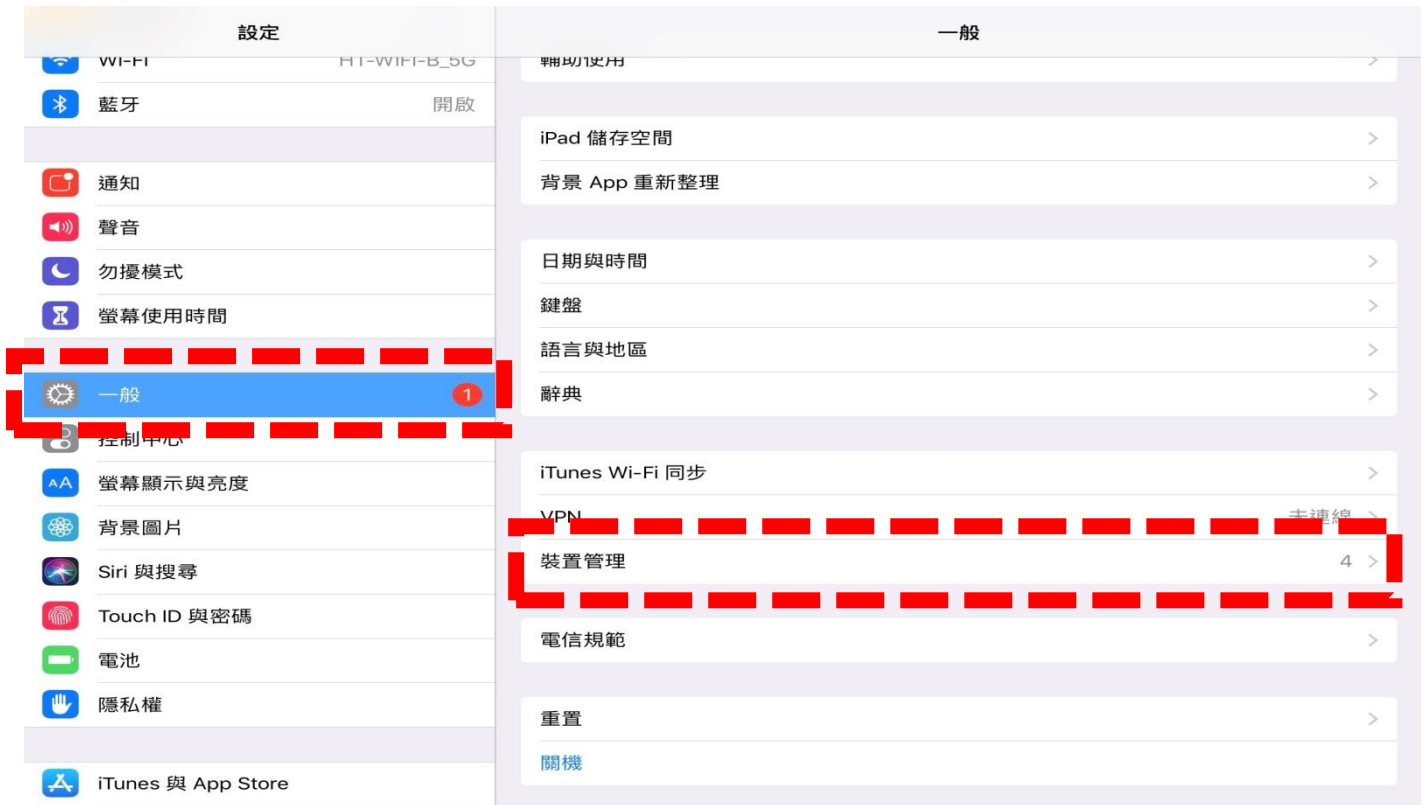 設定
Wi-Fi HT-WIFI-B_5G
藍牙 開啟
通知
聲音
勿擾模式
螢幕使用時間
一般 1
控制中心
螢幕顯示與亮度
背景圖片
Siri 與搜尋
Touch ID 與密碼
電池
隱私權
iTunes 與 App Store
一般
輔助使用
iPad 儲存空間
背景 App 重新整理
日期與時間
鍵盤
語言與地區
辭典
iTunes Wi-Fi 同步
VPN 未連線
裝置管理 4
電信規範
重置
關機